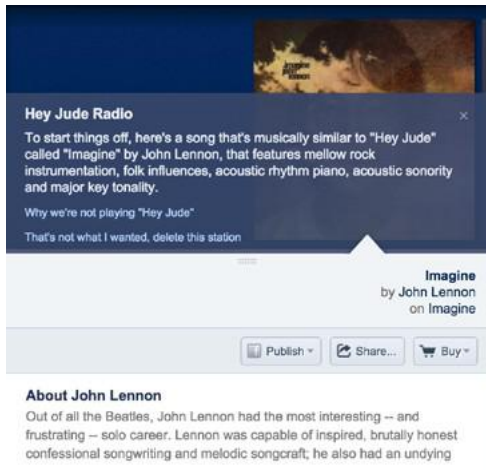 imagine
john
lennon
Hey Jude Radio
To start things off, here's a song that's musically similar to "Hey Jude"
called "Imagine" by John Lennon, that features mellow rock
instrumentation, folk influences, acoustic rhythm piano, acoustic sonority
and major key tonality.
Why we're not playing "Hey Jude"
That's not what I wanted, delete this station
Imagine
by John Lennon
on Imagine
Publish
Share...
Buy
About John Lennon
Out of all the Beatles, John Lennon had the most interesting -- and
frustrating -- solo career. Lennon was capable of inspired, brutally honest
confessional songwriting and melodic songcraft; he also had an undying